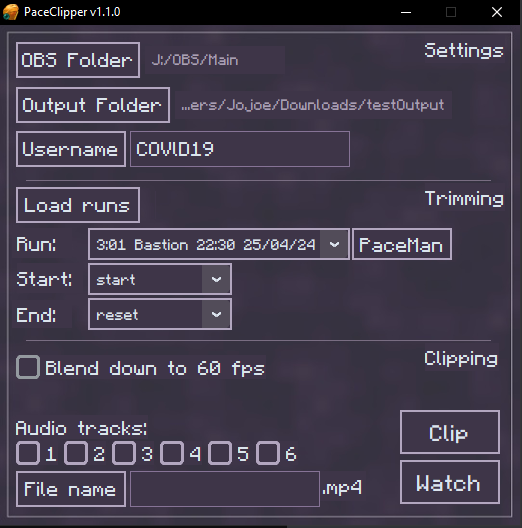 PaceClipper v1.1.0
Settings
OBS Folder J:/OBS/Main
Output Folder ...ers/Jojoe/Downloads/testOutput
Username COVlD19
Trimming
Load runs
Run: 3:01 Bastion 22:30 25/04/24 PaceMan
Start: start
End: reset
Clipping
Blend down to 60 fps
Audio tracks:
1 2 3 4 5 6
Clip
File name .mp4
Watch